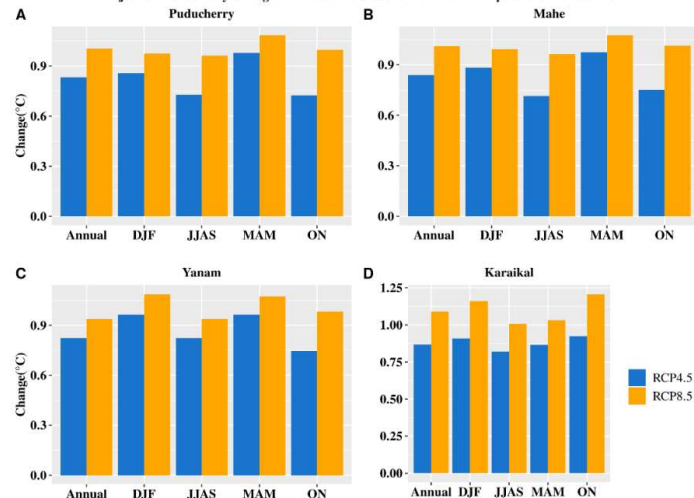 A
Puducherry
B
Mahe
Change(°C)
0.9
0.6
0.3
0.0
Annual DJF JJAS MAM ON
0.9
0.6
0.3
0.0
Annual DJF JJAS MAM ON
C
Yanam
D
Karaikal
Change(°C)
0.9
0.6
0.3
0.0
Annual DJF JJAS MAM ON
1.25
1.00
0.75
0.50
0.25
0.00
Annual DJF JJAS MAM ON
RCP4.5
RCP8.5